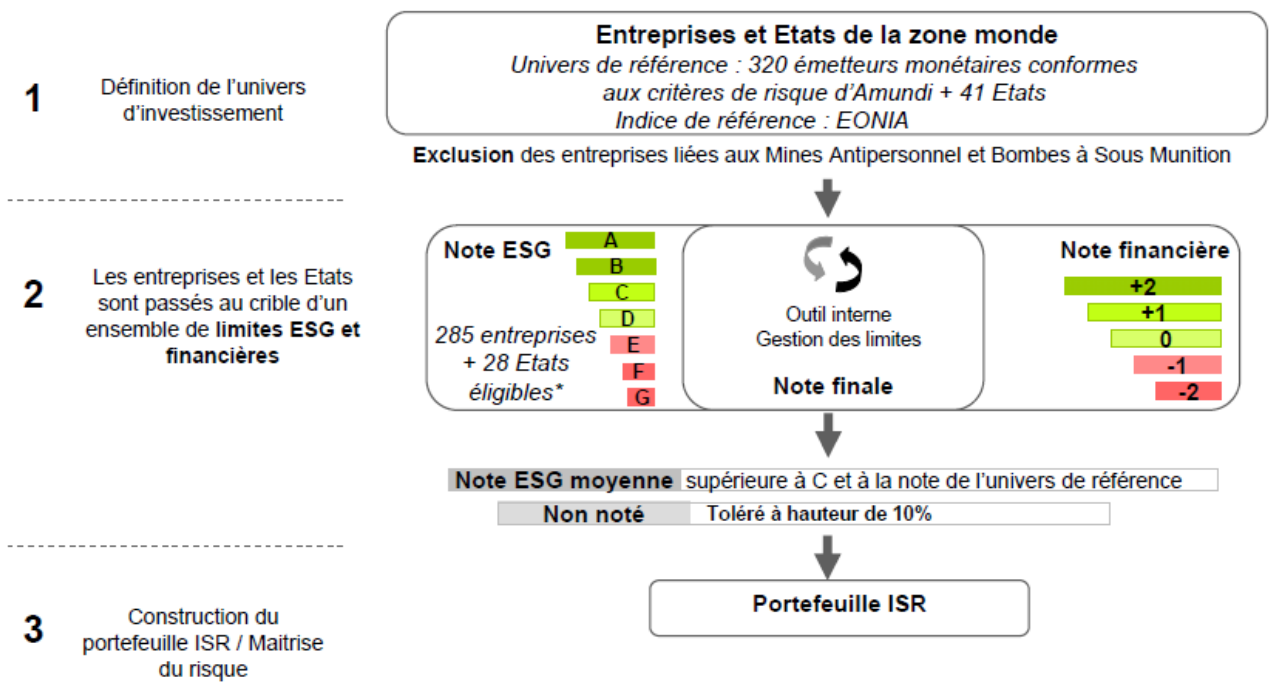 Entreprises et Etats de la zone monde
Univers de référence : 320 émetteurs monétaires conformes
aux critères de risque d'Amundi + 41 Etats
Indice de référence : EONIA
1
Définition de l'univers
d'investissement
Exclusion des entreprises liées aux Mines Antipersonnel et Bombes à Sous Munition
2
Les entreprises et les Etats
sont passés au crible d'un
ensemble de limites ESG et
financières
Note ESG
A
B
C
D
E
F
G
285 entreprises
+ 28 Etats
éligibles*
Outil interne
Gestion des limites
Note finale
Note financière
+2
+1
0
-1
-2
Note ESG moyenne supérieure à C et à la note de l'univers de référence
Non noté Toléré à hauteur de 10%
3
Construction du
portefeuille ISR / Maitrise
du risque
Portefeuille ISR